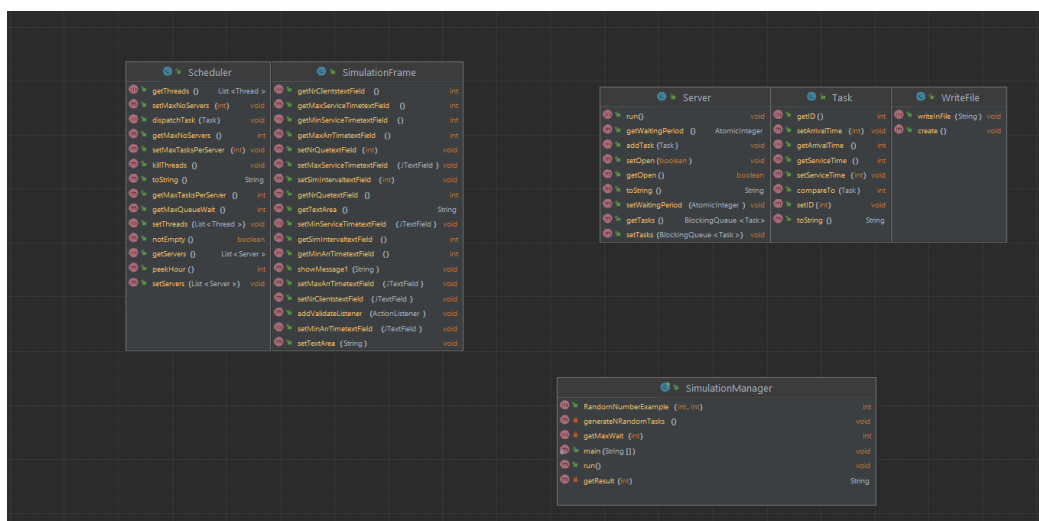 Scheduler
getThreads () List <Thread >
setMaxNoServers (int) void
dispatchTask (Task) void
getMaxNoServers () int
setMaxTasksPerServer (int) void
killThreads () void
toString () String
getMaxTasksPerServer () int
getMaxQueueWait () int
setThreads (List < Thread >) void
notEmpty () boolean
getServers () List < Server >
peekHour () int
setServers (List < Server >) void
SimulationFrame
getNrClientstextField () int
getMaxServiceTimetextField () int
getMinServiceTimetextField () int
getMaxArrTimetextField () int
setNrQuetextField (int) void
setMaxServiceTimetextField (JTextField ) void
setSimIntervaltextField (int) void
getNrQuetextField () int
getTextArea () String
setMinServiceTimetextField (JTextField ) void
getSimIntervaltextField () int
getMinArrTimetextField () int
showMessage1 (String ) void
setMaxArrTimetextField (JTextField ) void
setNrClientstextField (JTextField ) void
addValidateListener (ActionListener ) void
setMinArrTimetextField (JTextField ) void
setTextArea (String ) void
Server
run() void
getWaitingPeriod () AtomicInteger
addTask (Task ) void
setOpen (boolean ) void
getOpen () boolean
toString () String
setWaitingPeriod (AtomicInteger ) void
getTasks () BlockingQueue < Task >
setTasks (BlockingQueue < Task >) void
Task
getID () int
setArrivalTime (int) void
getArrivalTime () int
getServiceTime () int
setServiceTime (int) void
compareTo (Task ) int
setID (int) void
toString () String
WriteFile
writeInFile (String ) void
create () void
SimulationManager
RandomNumberExample (int, int) int
generateNRandomTasks () void
getMaxWait (int) int
main (String []) void
run() void
getResult (int) String